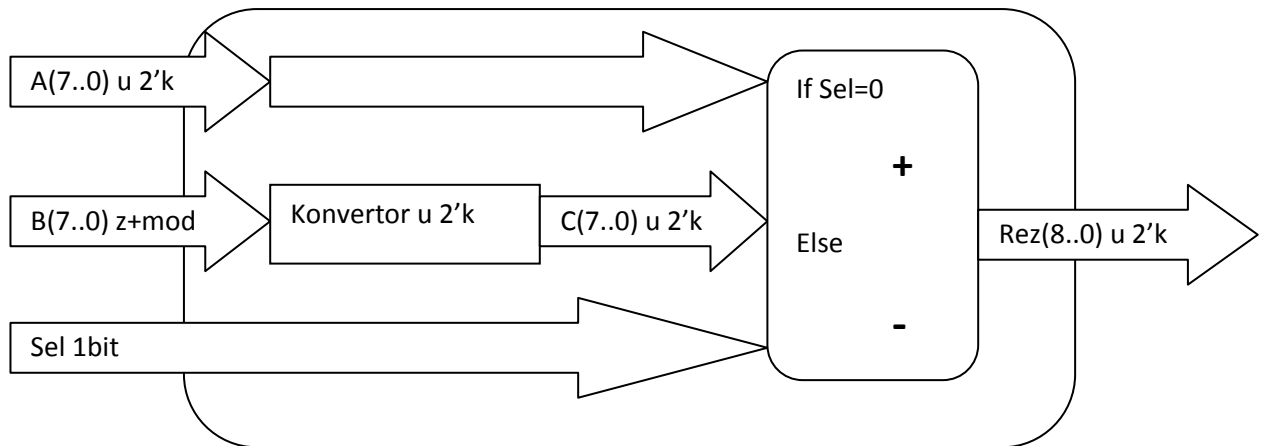 A(7..0) u 2’k
If Sel=0
+
B(7..0) z+mod
Konvertor u 2’k
C(7..0) u 2’k
Else
Rez(8..0) u 2’k
-
Sel 1bit